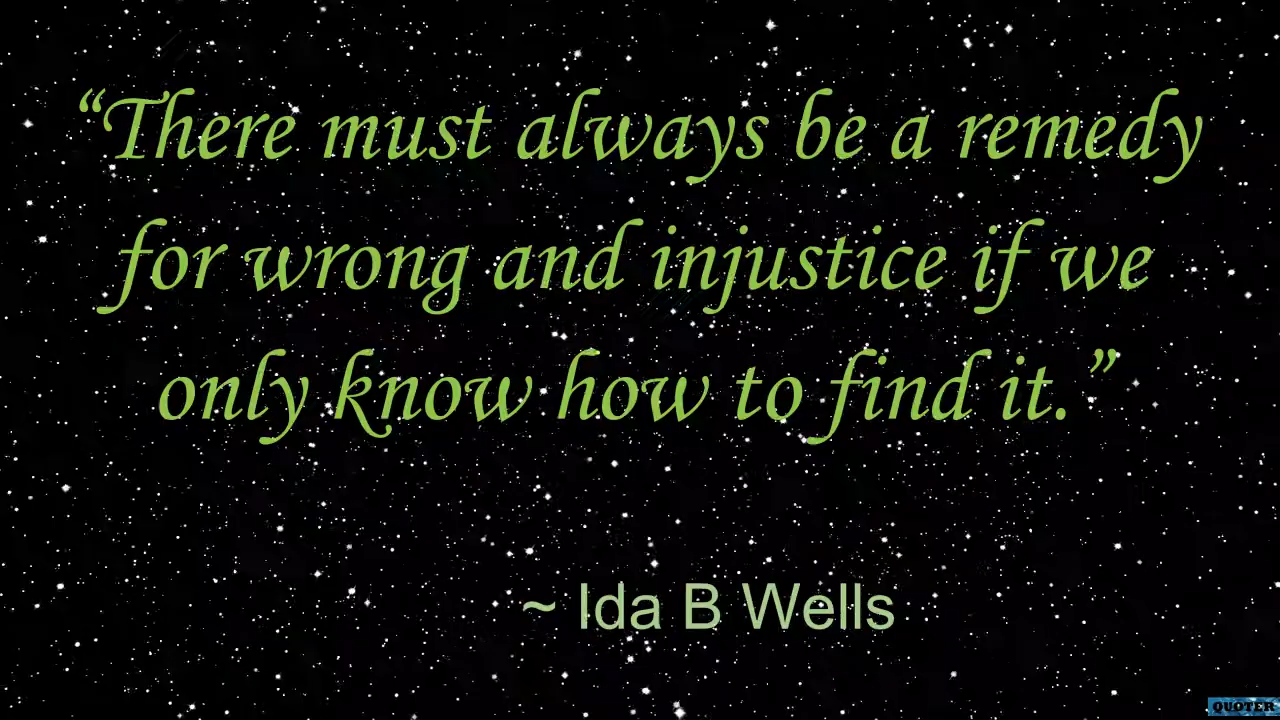 “There must always be a remedy
for wrong and injustice if we
only know how to find it.”
~ Ida B Wells
QUOTER